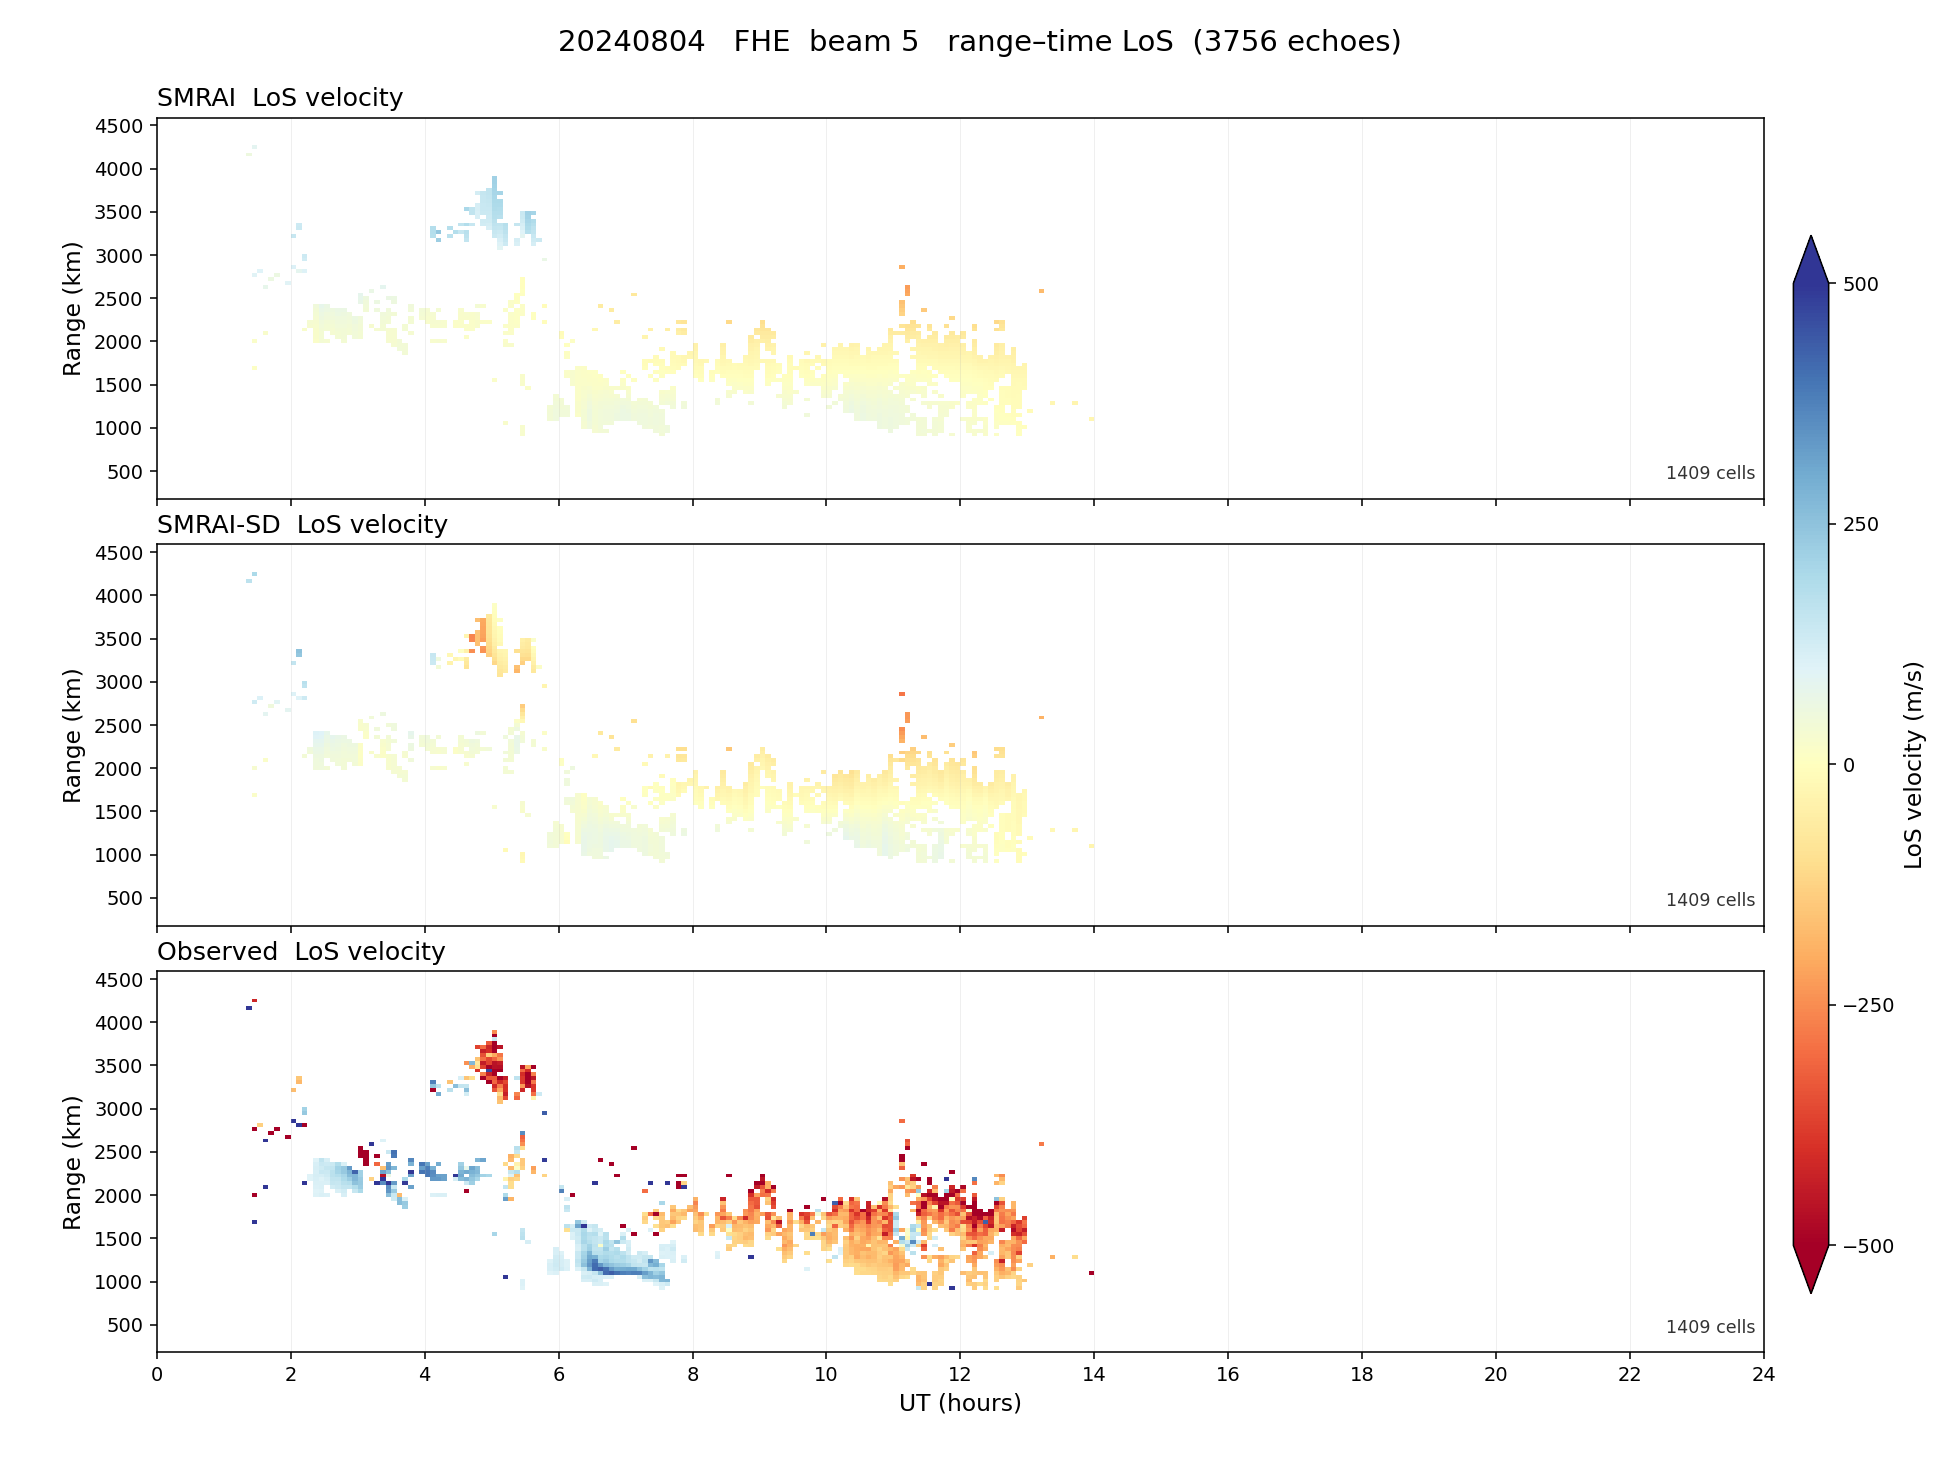 20240804   FHE  beam 5   range–time LoS  (3756 echoes)
SMRAI  LoS velocity
4500
4000
3500
3000
2500
2000
1500
1000
500
Range (km)
1409 cells
SMRAI-SD  LoS velocity
4500
4000
3500
3000
2500
2000
1500
1000
500
Range (km)
1409 cells
Observed  LoS velocity
4500
4000
3500
3000
2500
2000
1500
1000
500
Range (km)
1409 cells
0 2 4 6 8 10 12 14 16 18 20 22 24
UT (hours)
500
250
0
−250
−500
LoS velocity (m/s)